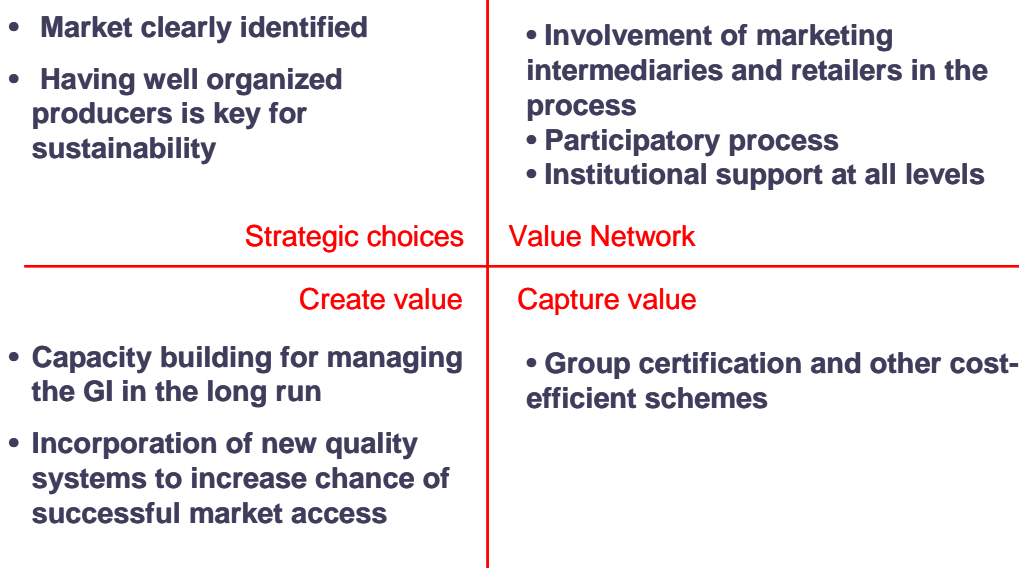 • Market clearly identified
• Having well organized
producers is key for
sustainability
• Involvement of marketing
intermediaries and retailers in the
process
• Participatory process
• Institutional support at all levels
Strategic choices
Value Network
Create value
Capture value
• Capacity building for managing
the GI in the long run
• Incorporation of new quality
systems to increase chance of
successful market access
• Group certification and other cost-
efficient schemes